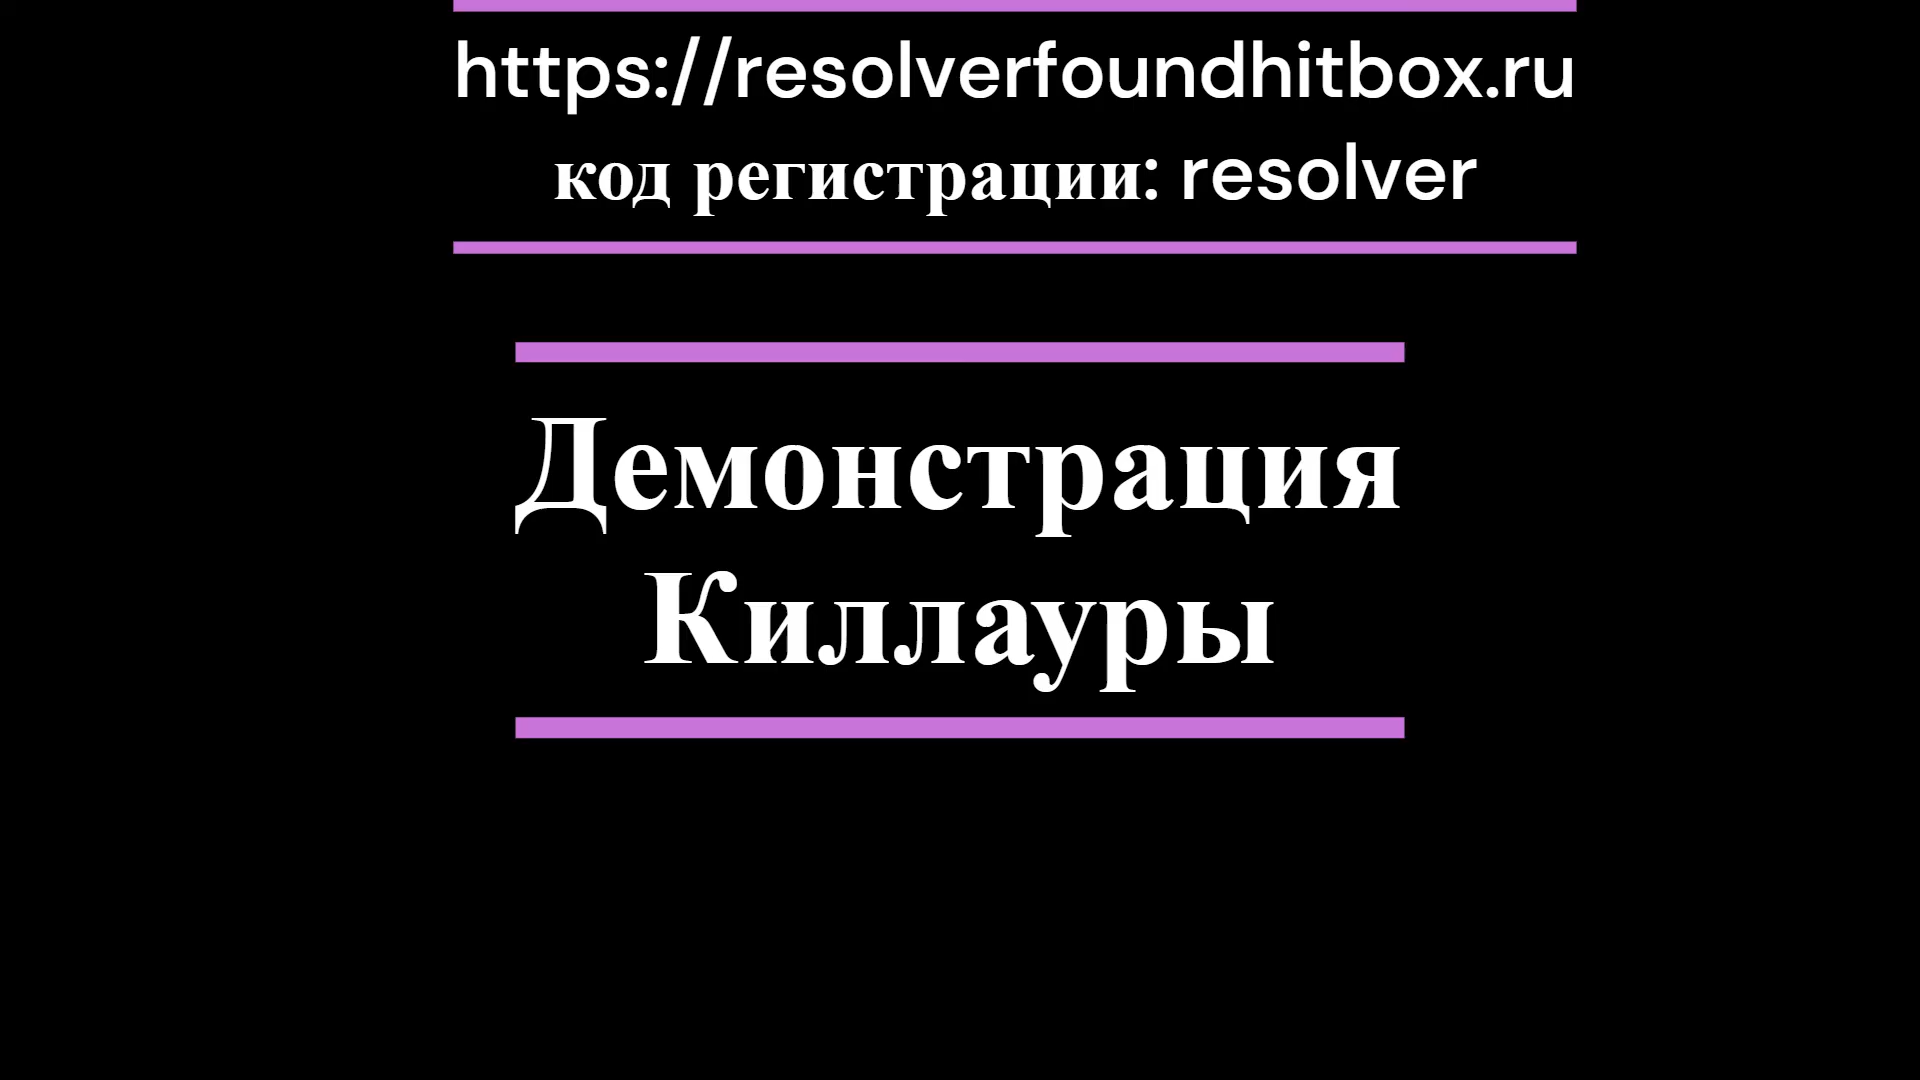 https://resolverfoundhitbox.ru
код регистрации: resolver
Демонстрация
Киллауры